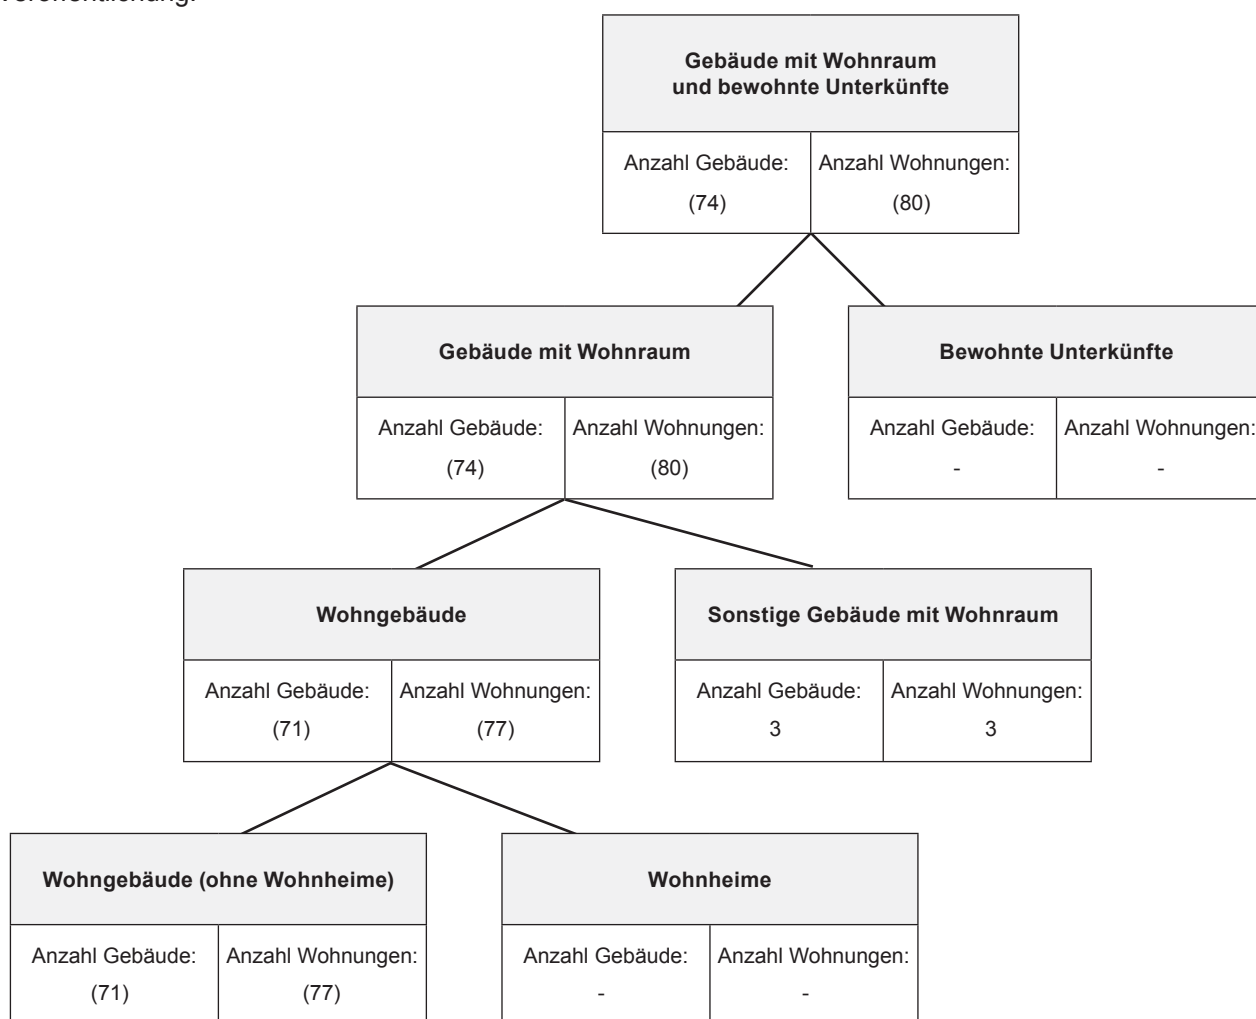 Veröffentlichung.
Gebäude mit Wohnraum
und bewohnte Unterkünfte
Anzahl Gebäude: Anzahl Wohnungen:
(74) (80)
Gebäude mit Wohnraum
Bewohnte Unterkünfte
Anzahl Gebäude: Anzahl Wohnungen:
(74) (80)
Anzahl Gebäude: Anzahl Wohnungen:
- -
Wohngebäude
Sonstige Gebäude mit Wohnraum
Anzahl Gebäude: Anzahl Wohnungen:
(71) (77)
Anzahl Gebäude: Anzahl Wohnungen:
3 3
Wohngebäude (ohne Wohnheime)
Wohnheime
Anzahl Gebäude: Anzahl Wohnungen:
(71) (77)
Anzahl Gebäude: Anzahl Wohnungen:
- -